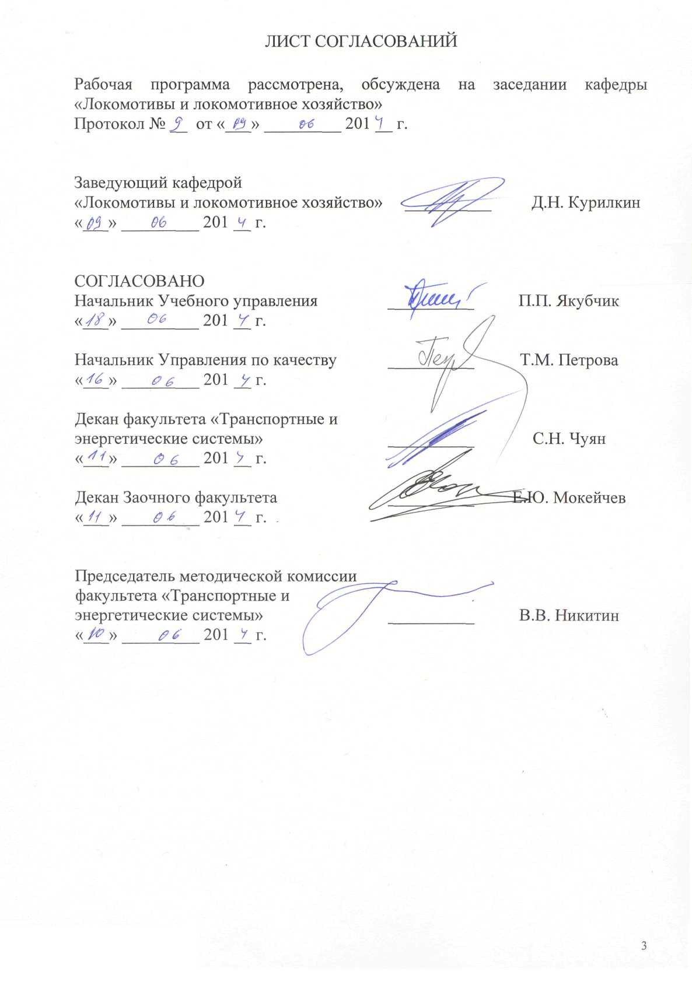 ЛИСТ СОГЛАСОВАНИЙ
Рабочая программа рассмотрена, обсуждена на заседании кафедры
«Локомотивы и локомотивное хозяйство»
Протокол № 9 от «09» 06 2014 г.
Заведующий кафедрой
«Локомотивы и локомотивное хозяйство» Д.Н. Курилкин
«09» 06 2014 г.
СОГЛАСОВАНО
Начальник Учебного управления П.П. Якубчик
«18» 06 2014 г.
Начальник Управления по качеству Т.М. Петрова
«16» 06 2014 г.
Декан факультета «Транспортные и
энергетические системы» С.Н. Чуян
«11» 06 2014 г.
Декан Заочного факультета Е.Ю. Мокейчев
«11» 06 2014 г.
Председатель методической комиссии
факультета «Транспортные и
энергетические системы» В.В. Никитин
«10» 06 2014 г.
3